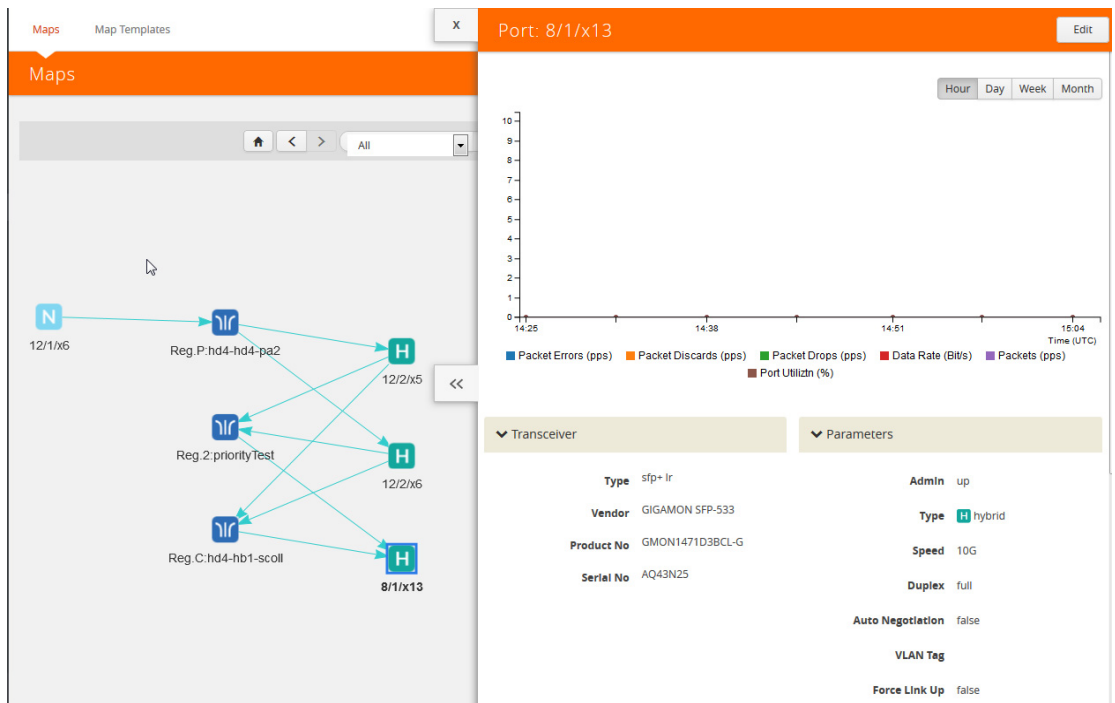 Maps Map Templates x
Maps
All
N
12/1/x6
Reg.P:hd4-hd4-pa2
H
12/2/x5
Reg.2:priorityTest
H
12/2/x6
Reg.C:hd4-hb1-scoll
H
8/1/x13
Port: 8/1/x13 Edit
Hour Day Week Month
10
9
8
7
6
5
4
3
2
1
0
14:25 14:38 14:51 15:04
Time (UTC)
Packet Errors (pps) Packet Discards (pps) Packet Drops (pps) Data Rate (Bit/s) Packets (pps)
Port Utiliztn (%)
Transceiver
Type sfp+ lr
Vendor GIGAMON SFP-533
Product No GMON1471D3BCL-G
Serial No AQ43N25
Parameters
Admin up
Type H hybrid
Speed 10G
Duplex full
Auto Negotiation false
VLAN Tag
Force Link Up false